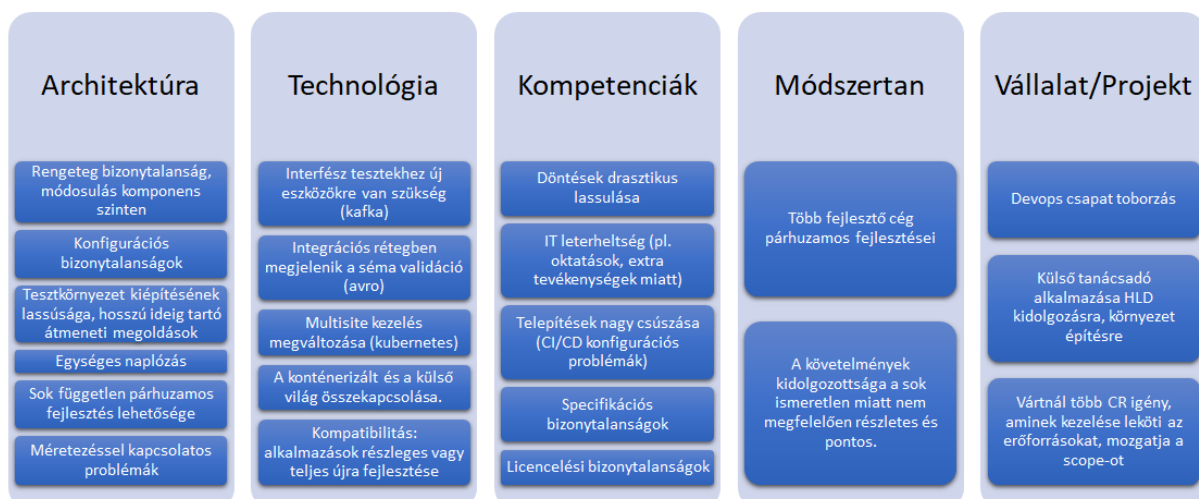 Architektúra
Rengeteg bizonytalanság,
módosulás komponens
szinten
Konfigurációs
bizonytalanságok
Tesztkörnyezet kiépítésének
lassúsága, hosszú ideig tartó
átmeneti megoldások
Egységes naplózás
Sok független párhuzamos
fejlesztés lehetősége
Méretezéssel kapcsolatos
problémák
Technológia
Interfész tesztekhez új
eszközökre van szükség
(kafka)
Integrációs rétegben
megjelenik a séma validáció
(avro)
Multisite kezelés
megváltozása (kubernetes)
A konténerizált és a külső
világ összekapcsolása.
Kompatibilitás:
alkalmazások részleges vagy
teljes újra fejlesztése
Kompetenciák
Döntések drasztikus
lassulása
IT leterheltség (pl.
oktatások, extra
tevékenységek miatt)
Telepítések nagy csúszása
(CI/CD konfigurációs
problémák)
Specifikációs
bizonytalanságok
Licencelési bizonytalanságok
Módszertan
Több fejlesztő cég
párhuzamos fejlesztései
A követelmények
kidolgozottsága a sok
ismeretlen miatt nem
megfelelően részletes és
pontos.
Vállalat/Projekt
Devops csapat toborzás
Külső tanácsadó
alkalmazása HLD
kidolgozásra, környezet
építésre
Vártnál több CR igény,
aminek kezelése leköti az
erőforrásokat, mozgatja a
scope-ot